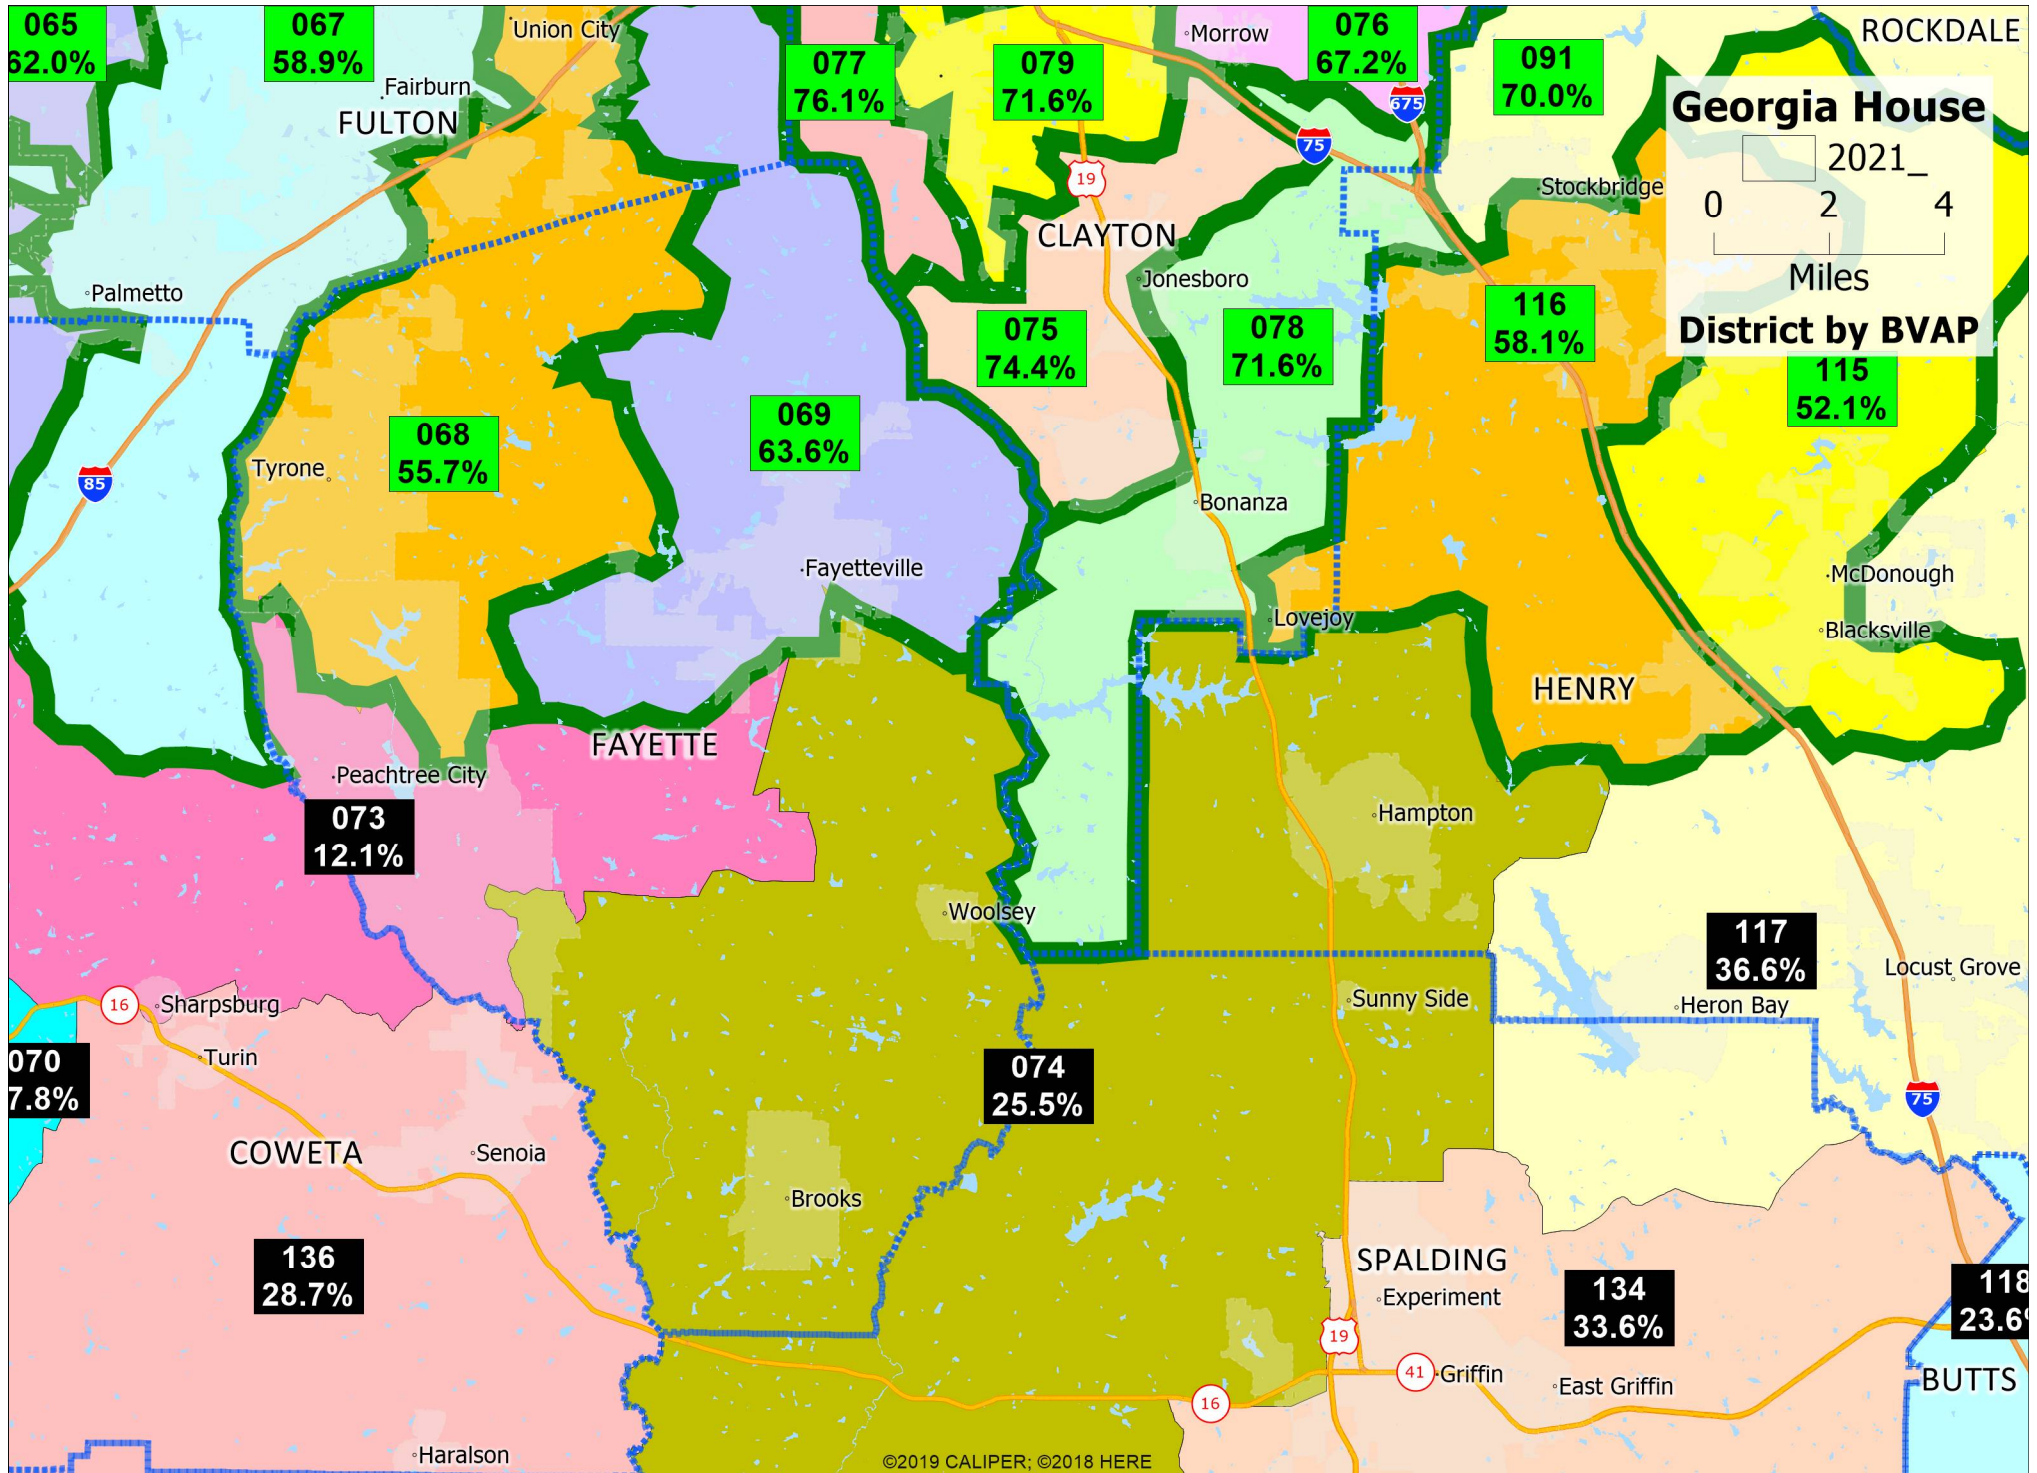 065
62.0%
067
58.9%
Union City
Fairburn
FULTON
077
76.1%
079
71.6%
Morrow
076
67.2%
675
091
70.0%
ROCKDALE
Georgia House
2021_
0 2 4
Miles
District by BVAP
75
19
Stockbridge
CLAYTON
Jonesboro
Palmetto
075
74.4%
078
71.6%
116
58.1%
115
52.1%
068
55.7%
069
63.6%
Tyrone
85
Bonanza
Fayetteville
McDonough
Lovejoy
Blacksville
HENRY
FAYETTE
Peachtree City
073
12.1%
Hampton
Woolsey
117
36.6%
Locust Grove
Heron Bay
16
Sharpsburg
Sunny Side
Turin
070
7.8%
074
25.5%
75
COWETA
Senoia
Brooks
136
28.7%
SPALDING
Experiment
134
33.6%
118
23.6%
19
41
Griffin
East Griffin
BUTTS
16
Haralson
©2019 CALIPER; ©2018 HERE